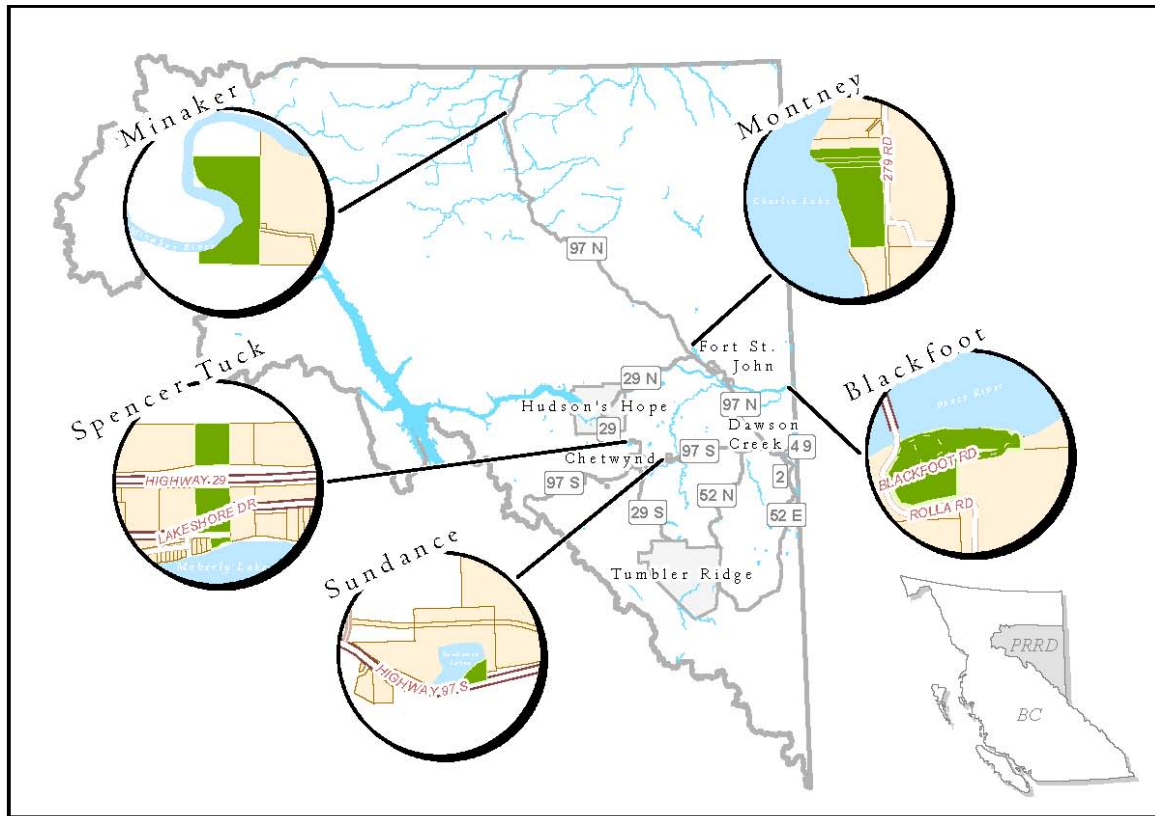 Minaker
Montney
279 RD
Charlie Lake
97 N
Blackfoot
Peace River
BLACKFOOT RD
ROLLA RD
Fort St.
John
29 N
Hudson's Hope
97 N
29
Dawson
Creek
49
Chetwynd
97 S
97 S
2
52 N
29 S
52 E
Tumbler Ridge
Spencer Tuck
HIGHWAY 29
LAKESHORE DR
Moberly Lake
Sundance
HIGHWAY 97 S
PRRD
BC